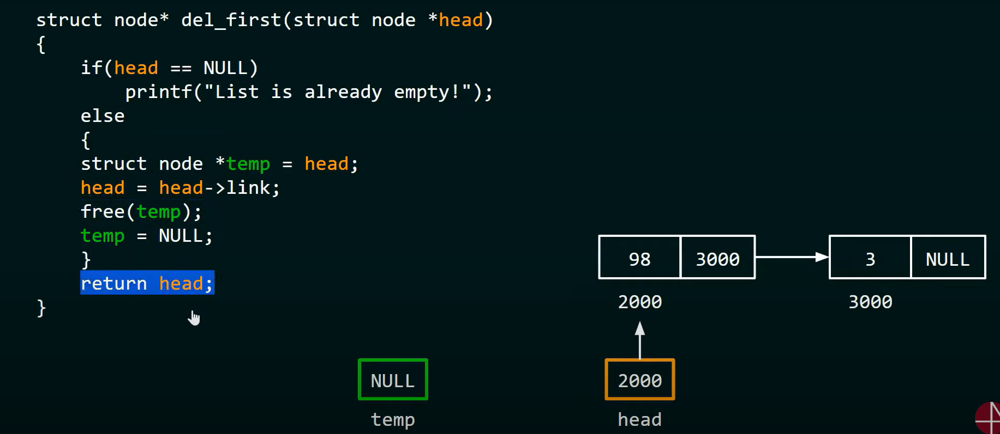 struct node* del_first(struct node *head)
{
if(head == NULL)
printf("List is already empty!");
else
{
struct node *temp = head;
head = head->link;
free(temp);
temp = NULL;
}
return head;
}
98 3000 3 NULL
2000 3000
NULL 2000
temp head